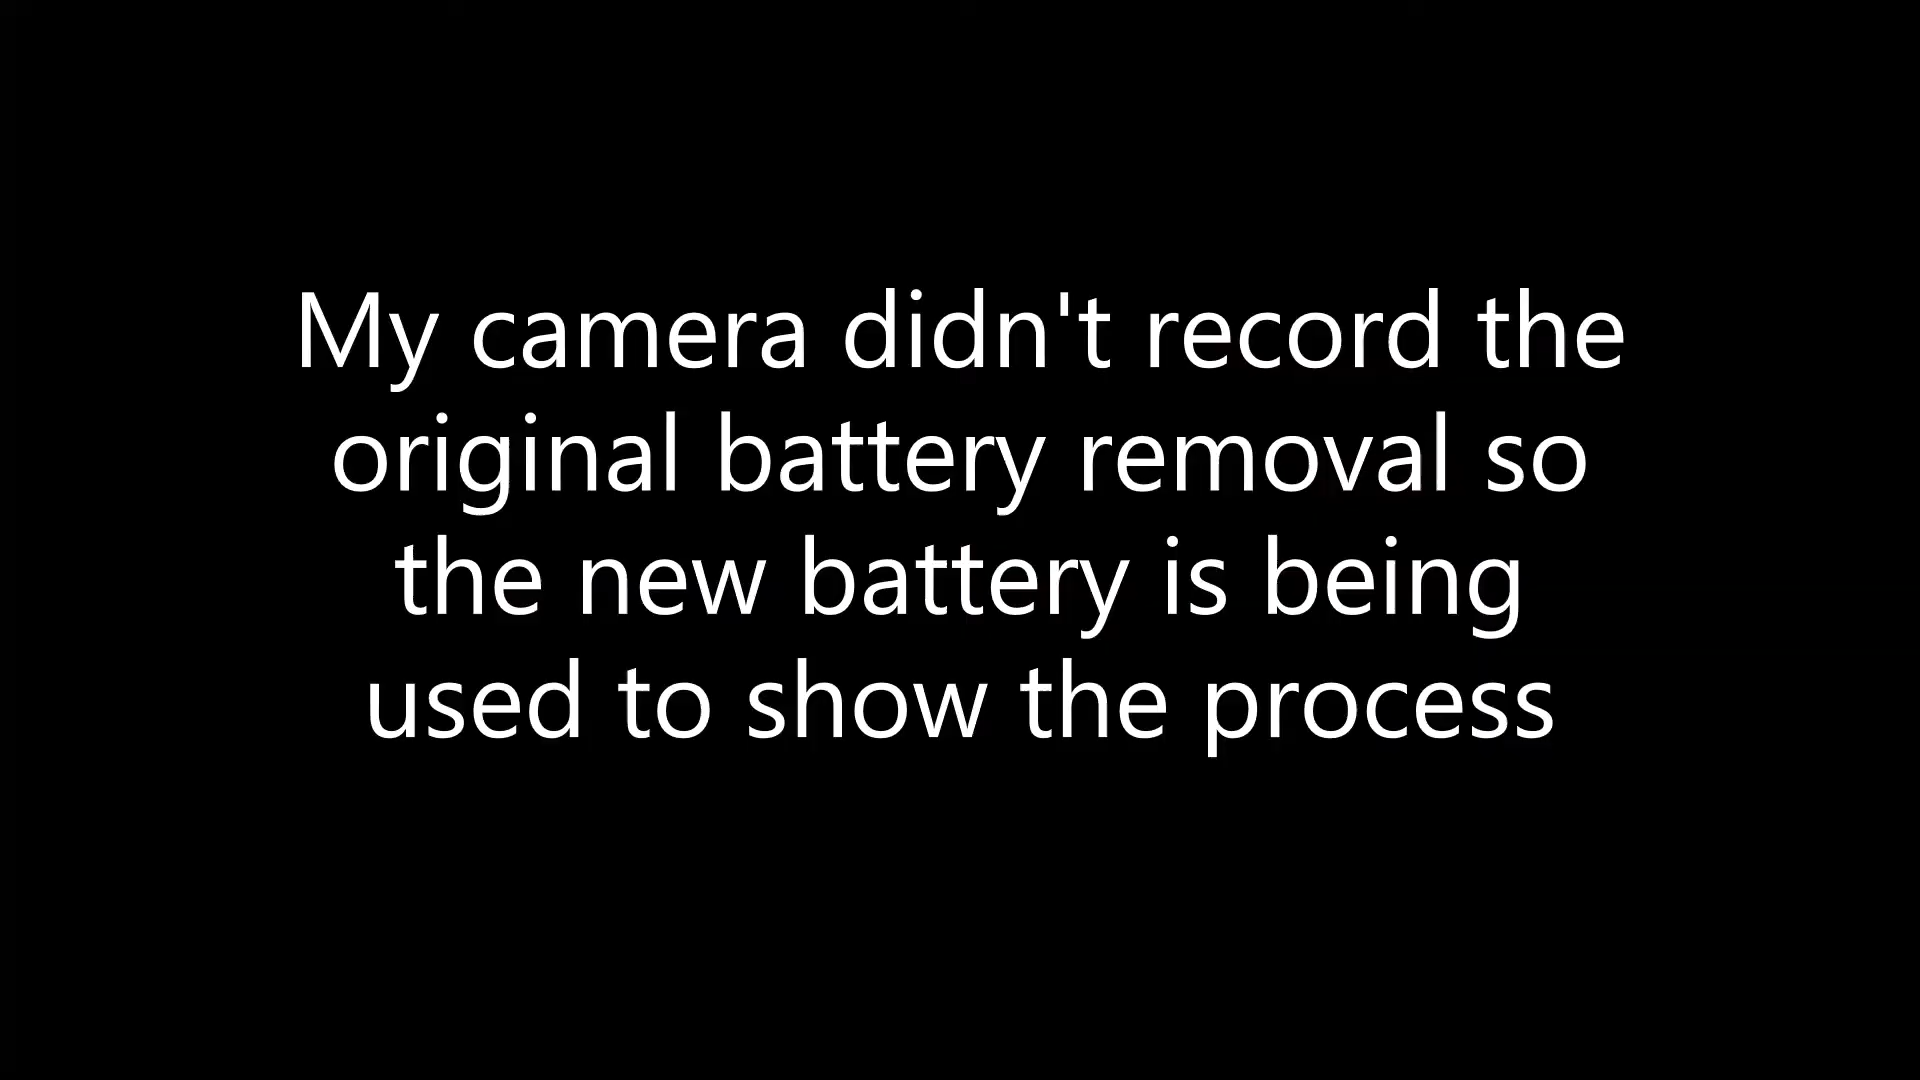 My camera didn't record the
original battery removal so
the new battery is being
used to show the process